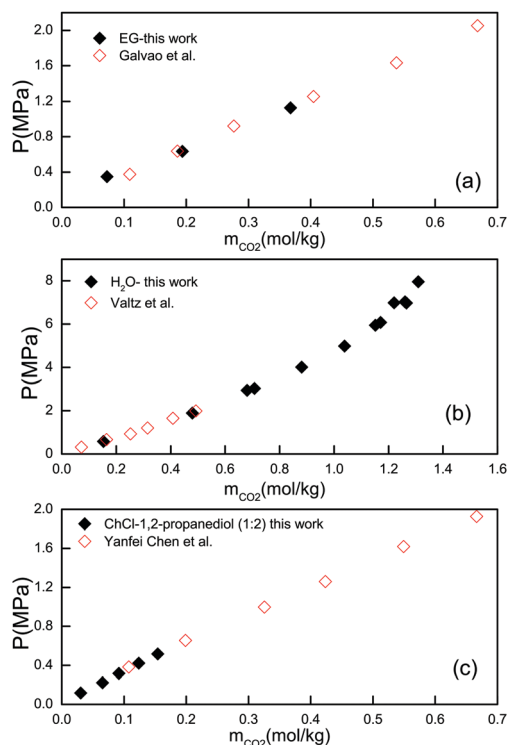 2.0
1.6
1.2
0.8
0.4
0.0
P(MPa)
EG-this work
Galvao et al.
(a)
0.0 0.1 0.2 0.3 0.4 0.5 0.6 0.7
mCO2(mol/kg)
8
6
4
2
0
P(MPa)
H2O- this work
Valtz et al.
(b)
0.0 0.2 0.4 0.6 0.8 1.0 1.2 1.4 1.6
mCO2(mol/kg)
2.0
1.6
1.2
0.8
0.4
0.0
P(MPa)
ChCl-1,2-propanediol (1:2) this work
Yanfei Chen et al.
(c)
0.0 0.1 0.2 0.3 0.4 0.5 0.6 0.7
mCO2(mol/kg)